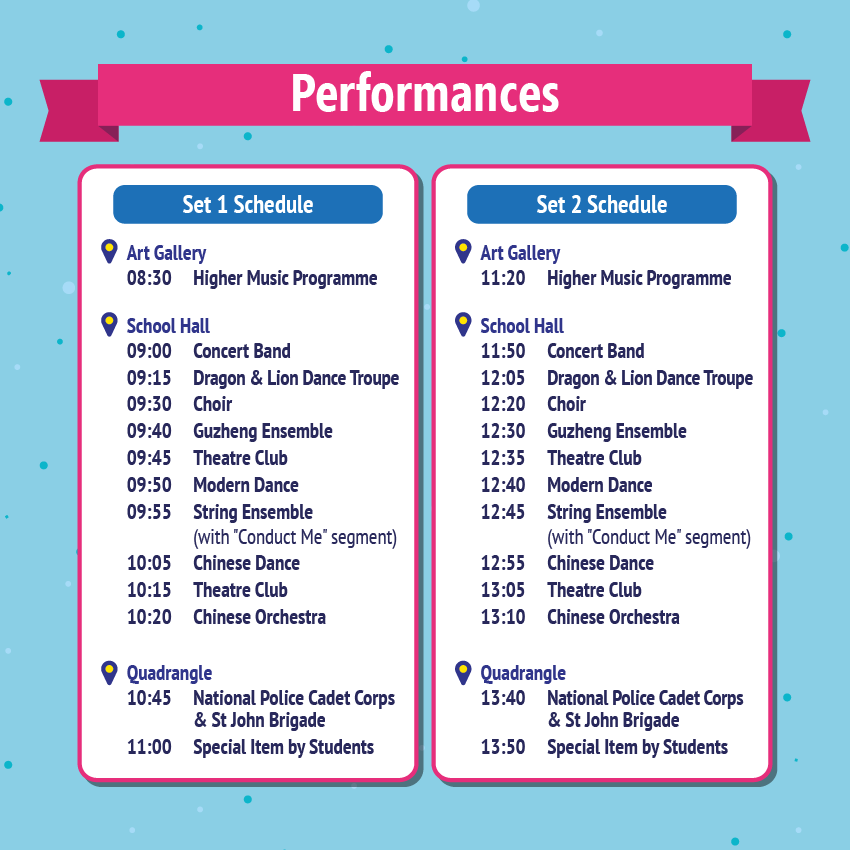 Performances
Set 1 Schedule
Art Gallery
08:30 Higher Music Programme
School Hall
09:00 Concert Band
09:15 Dragon & Lion Dance Troupe
09:30 Choir
09:40 Guzheng Ensemble
09:45 Theatre Club
09:50 Modern Dance
09:55 String Ensemble
(with "Conduct Me" segment)
10:05 Chinese Dance
10:15 Theatre Club
10:20 Chinese Orchestra
Quadrangle
10:45 National Police Cadet Corps
& St John Brigade
11:00 Special Item by Students
Set 2 Schedule
Art Gallery
11:20 Higher Music Programme
School Hall
11:50 Concert Band
12:05 Dragon & Lion Dance Troupe
12:20 Choir
12:30 Guzheng Ensemble
12:35 Theatre Club
12:40 Modern Dance
12:45 String Ensemble
(with "Conduct Me" segment)
12:55 Chinese Dance
13:05 Theatre Club
13:10 Chinese Orchestra
Quadrangle
13:40 National Police Cadet Corps
& St John Brigade
13:50 Special Item by Students